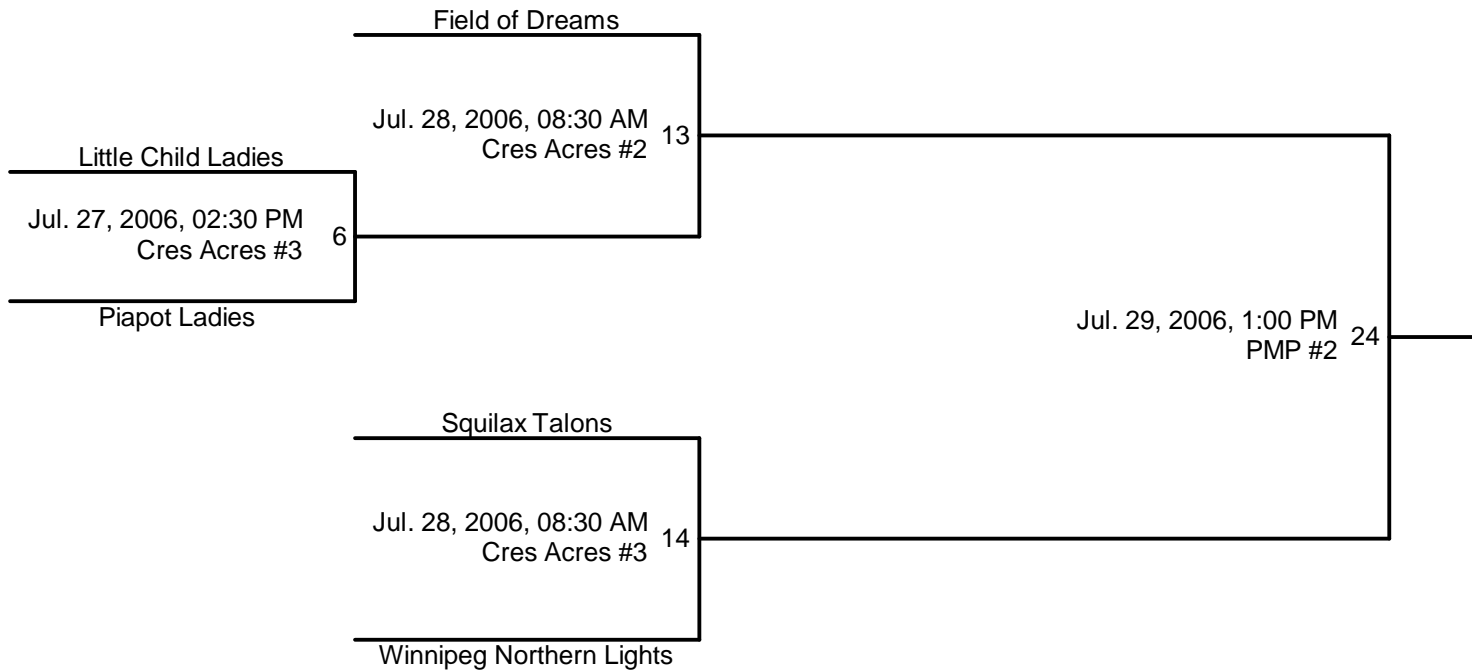 Field of Dreams
Jul. 28, 2006, 08:30 AM
Cres Acres #2
13
Little Child Ladies
Jul. 27, 2006, 02:30 PM
Cres Acres #3
6
Piapot Ladies
Jul. 29, 2006, 1:00 PM
PMP #2
24
Squilax Talons
Jul. 28, 2006, 08:30 AM
Cres Acres #3
14
Winnipeg Northern Lights